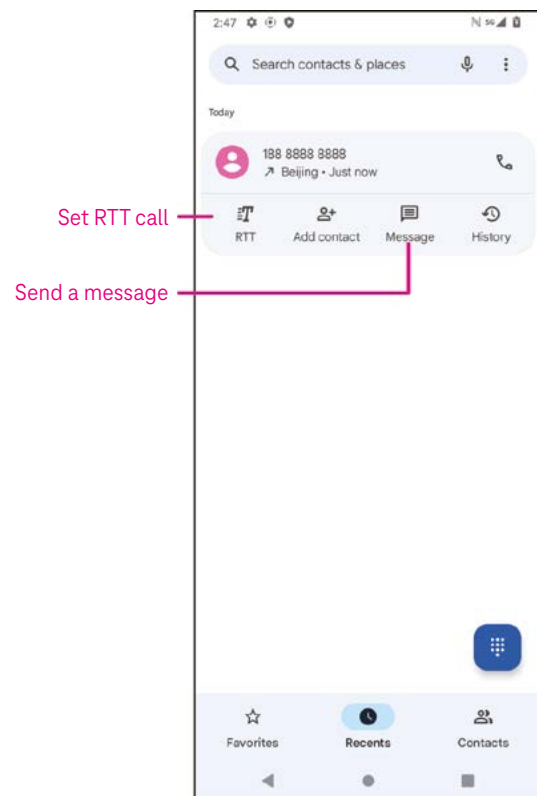 2:47
5G
Search contacts & places
Today
188 8888 8888
Beijing • Just now
Set RTT call
RTT Add contact Message History
Send a message
Favorites Recents Contacts